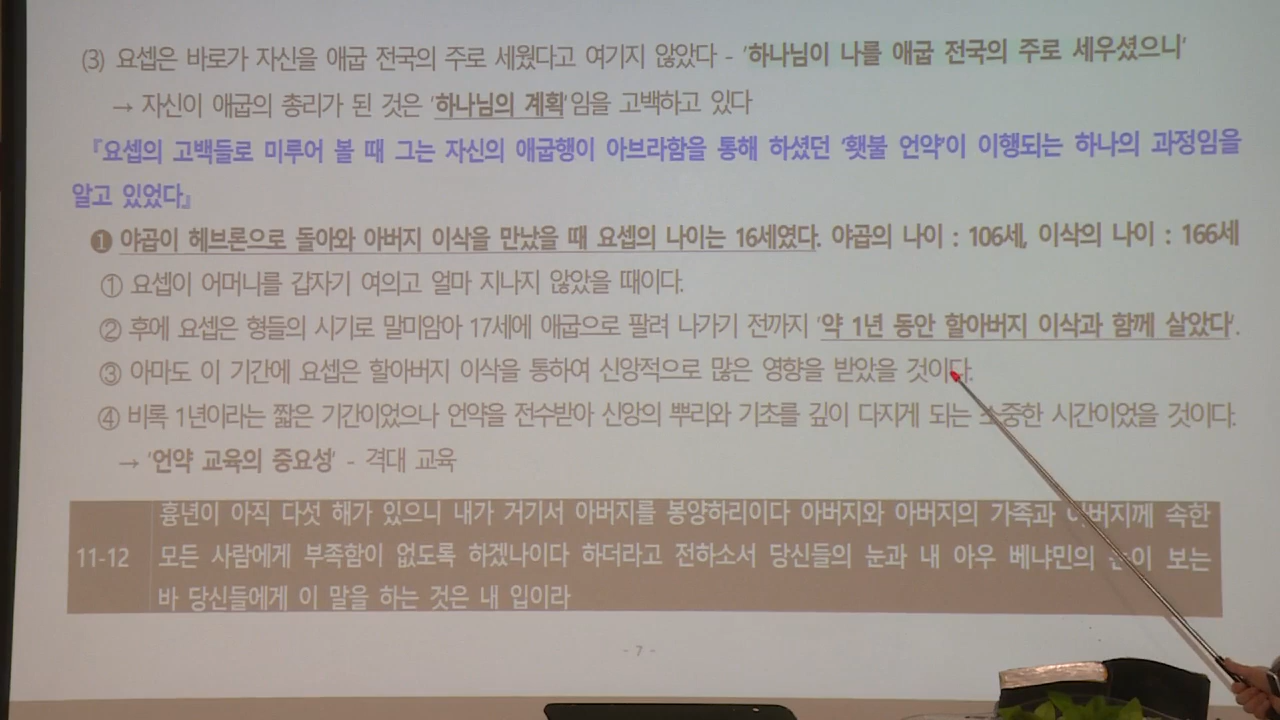 (3) 요셉은 바로가 자신을 애굽 전국의 주로 세웠다고 여기지 않았다 - '하나님이 나를 애굽 전국의 주로 세우셨으니'
→ 자신이 애굽의 총리가 된 것은 '하나님의 계획'임을 고백하고 있다
『요셉의 고백들로 미루어 볼 때 그는 자신의 애굽행이 아브라함을 통해 하셨던 '횃불 언약'이 이행되는 하나의 과정임을
알고 있었다』
❶ 야곱이 헤브론으로 돌아와 아버지 이삭을 만났을 때 요셉의 나이는 16세였다. 야곱의 나이 : 106세, 이삭의 나이 : 166세
① 요셉이 어머니를 갑자기 여의고 얼마 지나지 않았을 때이다.
② 후에 요셉은 형들의 시기로 말미암아 17세에 애굽으로 팔려 나가기 전까지 '약 1년 동안 할아버지 이삭과 함께 살았다'.
③ 아마도 이 기간에 요셉은 할아버지 이삭을 통하여 신앙적으로 많은 영향을 받았을 것이다.
④ 비록 1년이라는 짧은 기간이었으나 언약을 전수받아 신앙의 뿌리와 기초를 깊이 다지게 되는 소중한 시간이었을 것이다.
→ '언약 교육의 중요성' - 격대 교육
흉년이 아직 다섯 해가 있으니 내가 거기서 아버지를 봉양하리이다 아버지와 아버지의 가족과 아버지께 속한
11-12 모든 사람에게 부족함이 없도록 하겠나이다 하더라고 전하소서 당신들의 눈과 내 아우 베냐민의 눈이 보는
바 당신들에게 이 말을 하는 것은 내 입이라
- 7 -